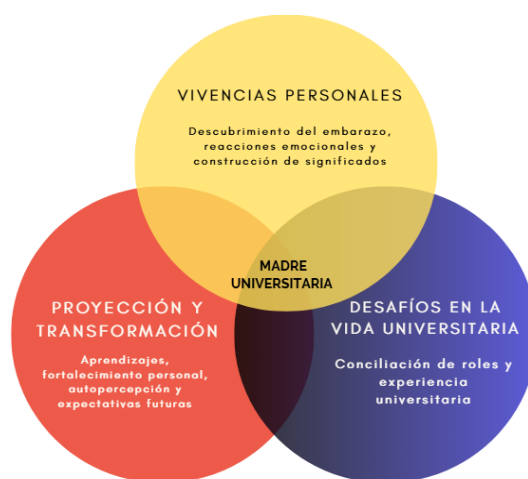 VIVENCIAS PERSONALES
Descubrimiento del embarazo,
reacciones emocionales y
construcción de significados
MADRE
UNIVERSITARIA
PROYECCIÓN Y
TRANSFORMACIÓN
Aprendizajes,
fortalecimiento personal,
autopercepción y
expectativas futuras
DESAFÍOS EN LA
VIDA UNIVERSITARIA
Conciliación de roles y
experiencia
universitaria